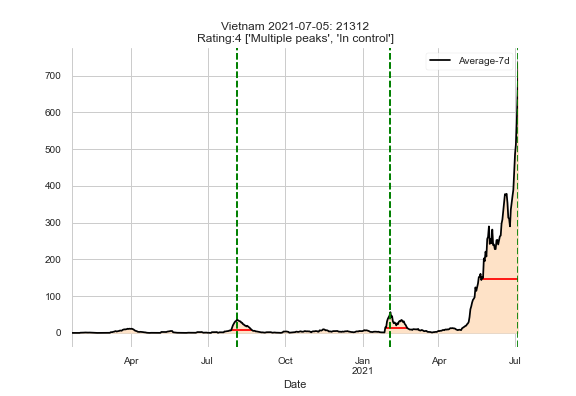 Vietnam 2021-07-05: 21312
Rating:4 ['Multiple peaks', 'In control']
Average-7d
700
600
500
400
300
200
100
0
Apr
Jul
Oct
Jan
2021
Apr
Jul
Date